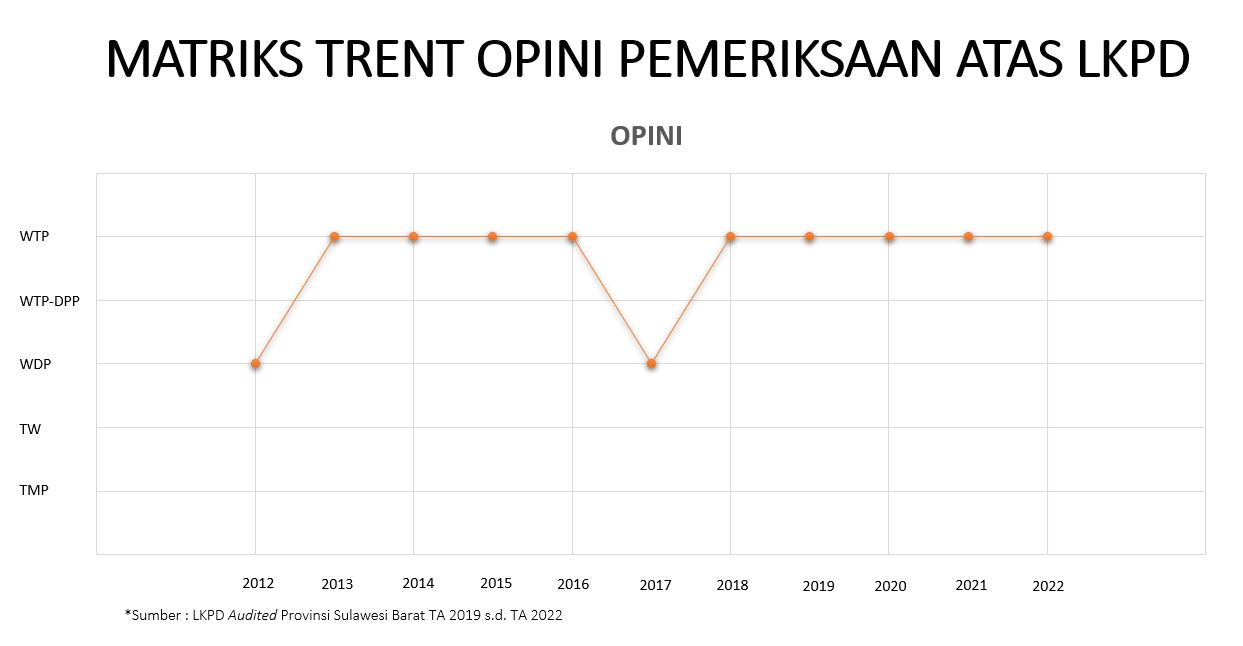 MATRIKS TRENT OPINI PEMERIKSAAN ATAS LKPD
OPINI
WTP
WTP-DPP
WDP
TW
TMP
2012 2013 2014 2015 2016 2017 2018 2019 2020 2021 2022
*Sumber : LKPD Audited Provinsi Sulawesi Barat TA 2019 s.d. TA 2022